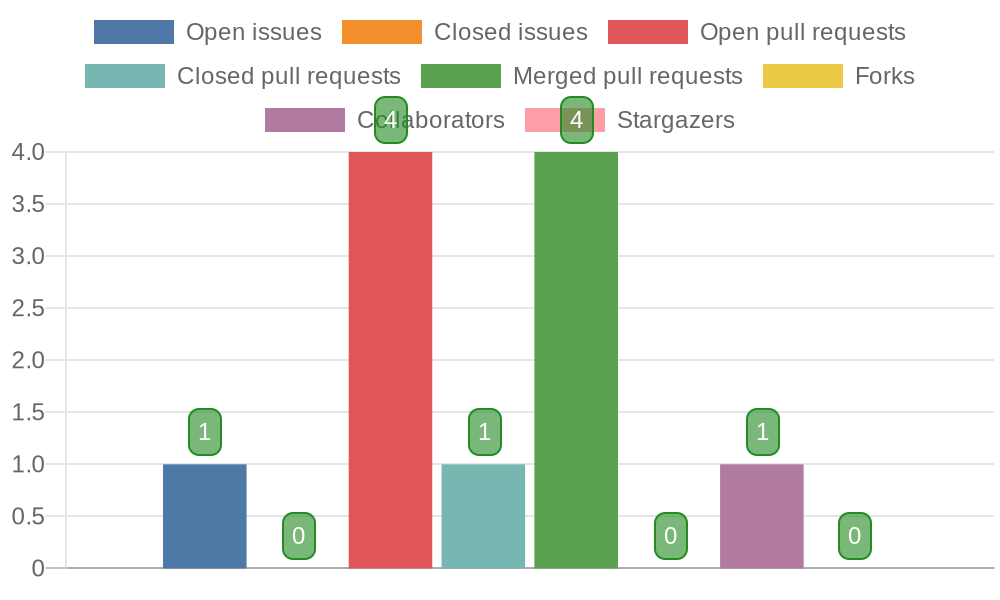 Open issues Closed issues Open pull requests
Closed pull requests Merged pull requests Forks
Collaborators Stargazers
4 4
4.0
3.5
3.0
2.5
2.0
1.5
1 1 1
1.0
0.5
0 0 0
0